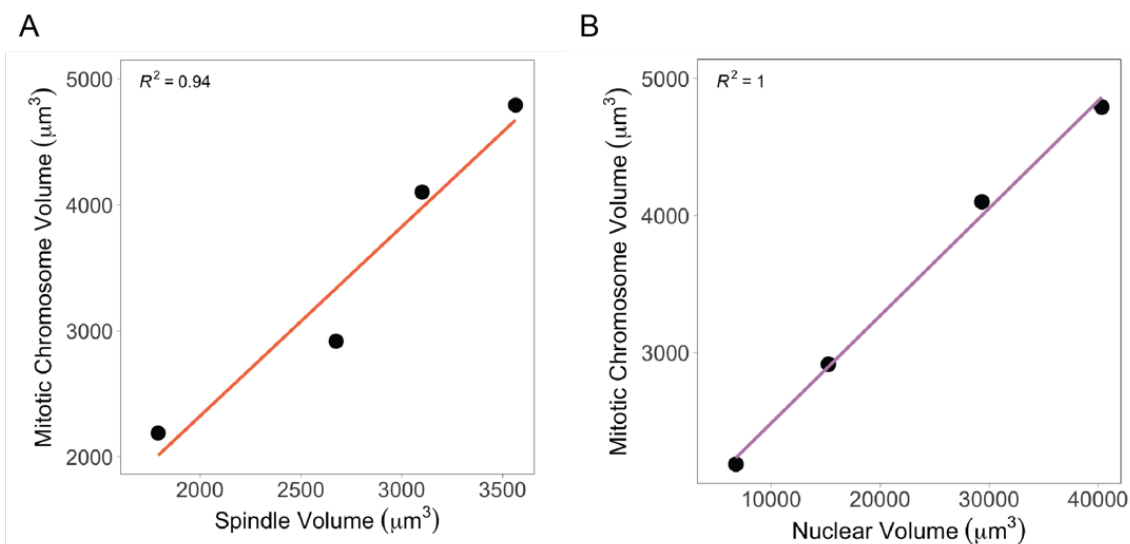 A
R² = 0.94
Mitotic Chromosome Volume (μm³)
5000
4000
3000
2000
2000 2500 3000 3500
Spindle Volume (μm³)
B
R² = 1
Mitotic Chromosome Volume (μm³)
5000
4000
3000
10000 20000 30000 40000
Nuclear Volume (μm³)